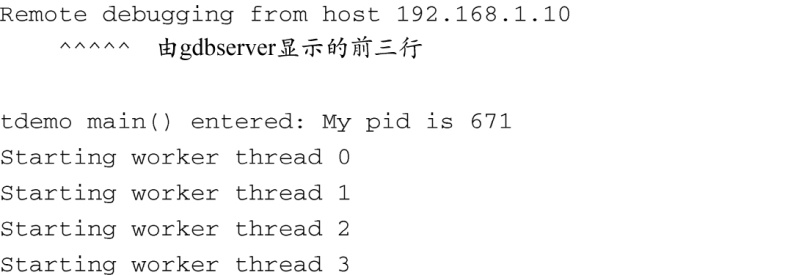 Remote debugging from host 192.168.1.10
^^^^^ 由gdbserver显示的前三行
tdemo main() entered: My pid is 671
Starting worker thread 0
Starting worker thread 1
Starting worker thread 2
Starting worker thread 3